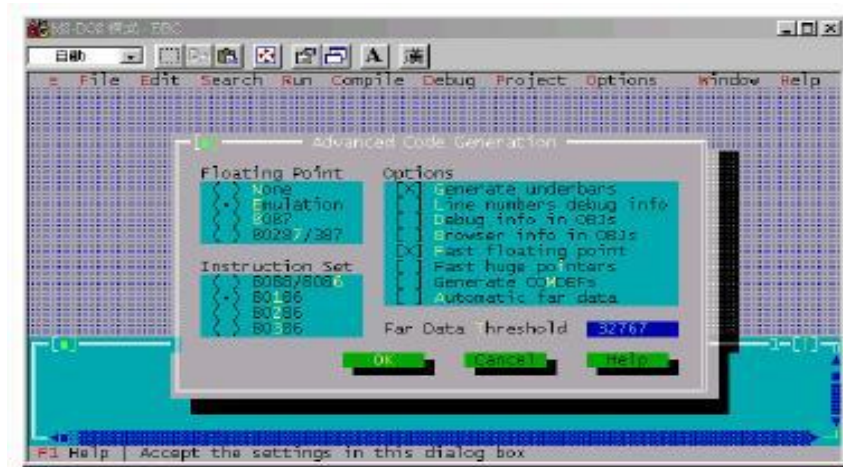 MS-DOS 模式 - EBC
自動
A 漢
≡ File Edit Search Run Compile Debug Project Options Window Help
Advanced Code Generation
Floating Point
( ) None
(•) Emulation
( ) 8087
( ) 80287/387
Options
[X] Generate underbars
[ ] Line numbers debug info
[ ] Debug info in OBJs
[ ] Browser info in OBJs
[X] Fast floating point
[ ] Fast huge pointers
[ ] Generate COMDEFs
[ ] Automatic far data
Instruction Set
( ) 8088/8086
(•) 80186
( ) 80286
( ) 80386
Far Data Threshold 32767
OK Cancel Help
F1 Help | Accept the settings in this dialog box